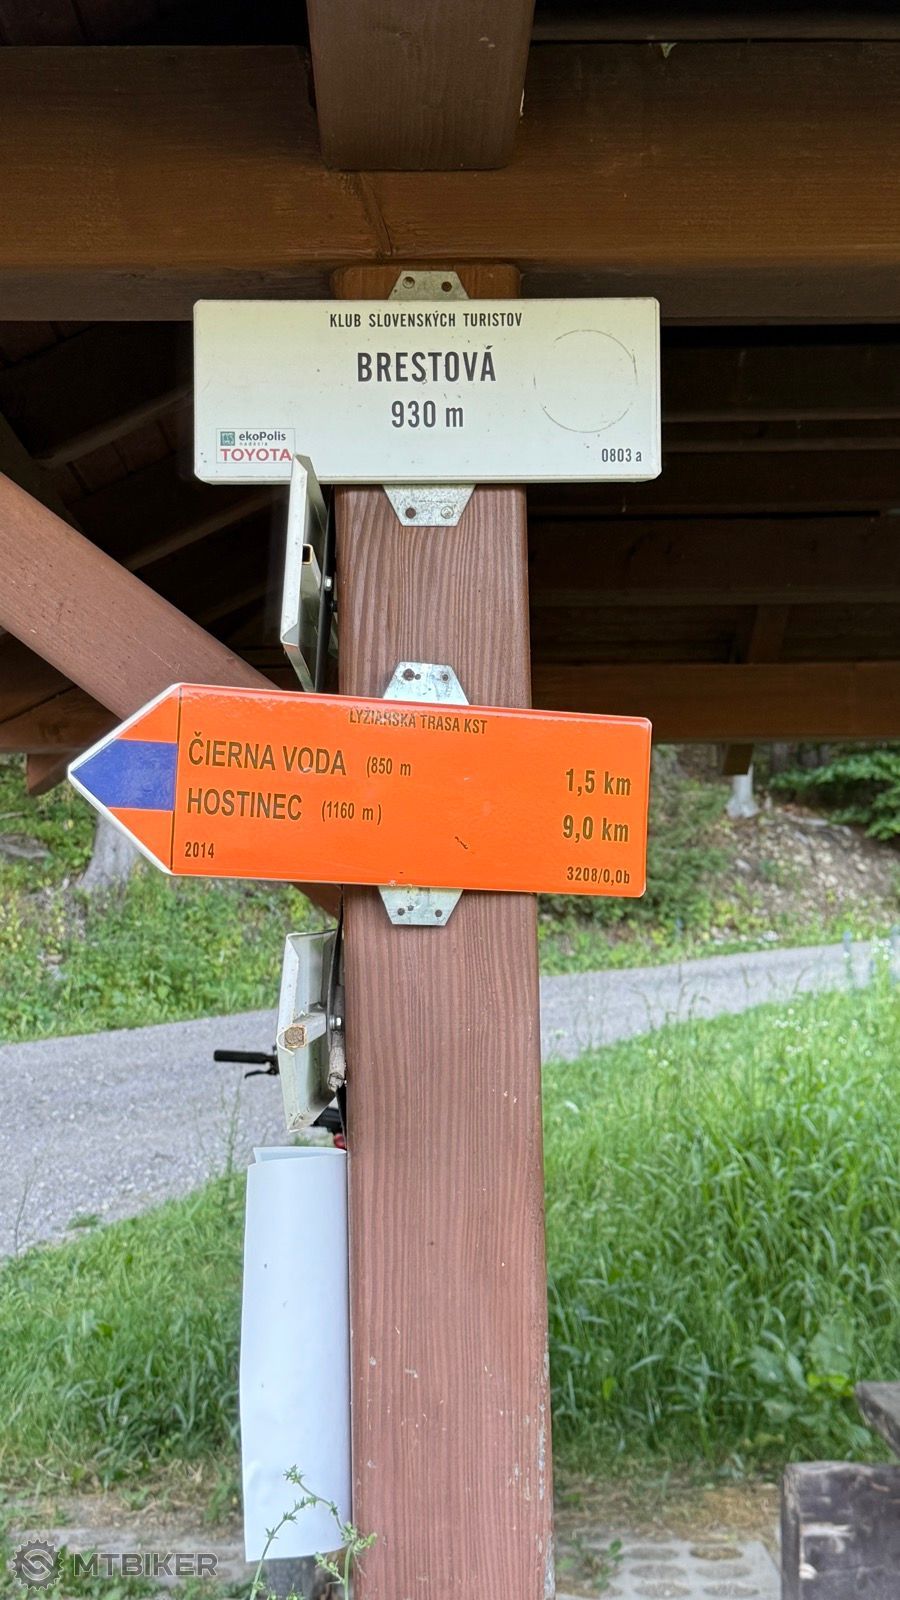 KLUB SLOVENSKÝCH TURISTOV
BRESTOVÁ
930 m
ekoPolis
nadácia
TOYOTA
0803 a
LYŽIARSKA TRASA KST
ČIERNA VODA (850 m 1,5 km
HOSTINEC (1160 m) 9,0 km
2014 3208/0,0b
MTBIKER